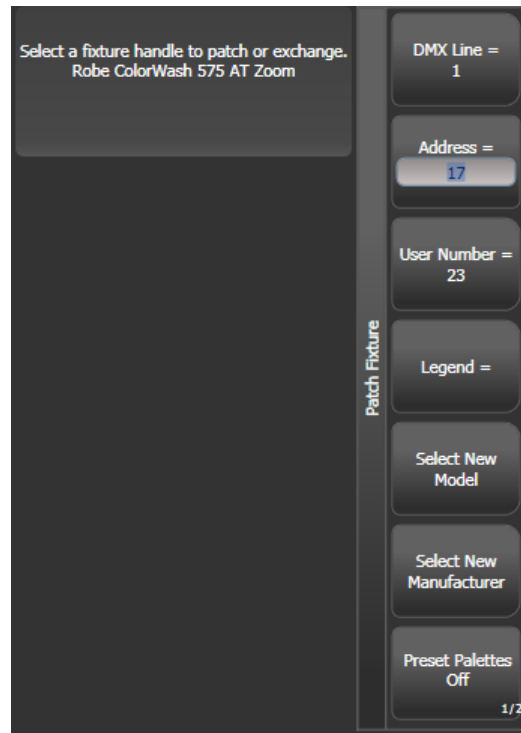 Select a fixture handle to patch or exchange.
Robe ColorWash 575 AT Zoom
Patch Fixture
DMX Line =
1
Address =
17
User Number =
23
Legend =
Select New
Model
Select New
Manufacturer
Preset Palettes
Off
1/2